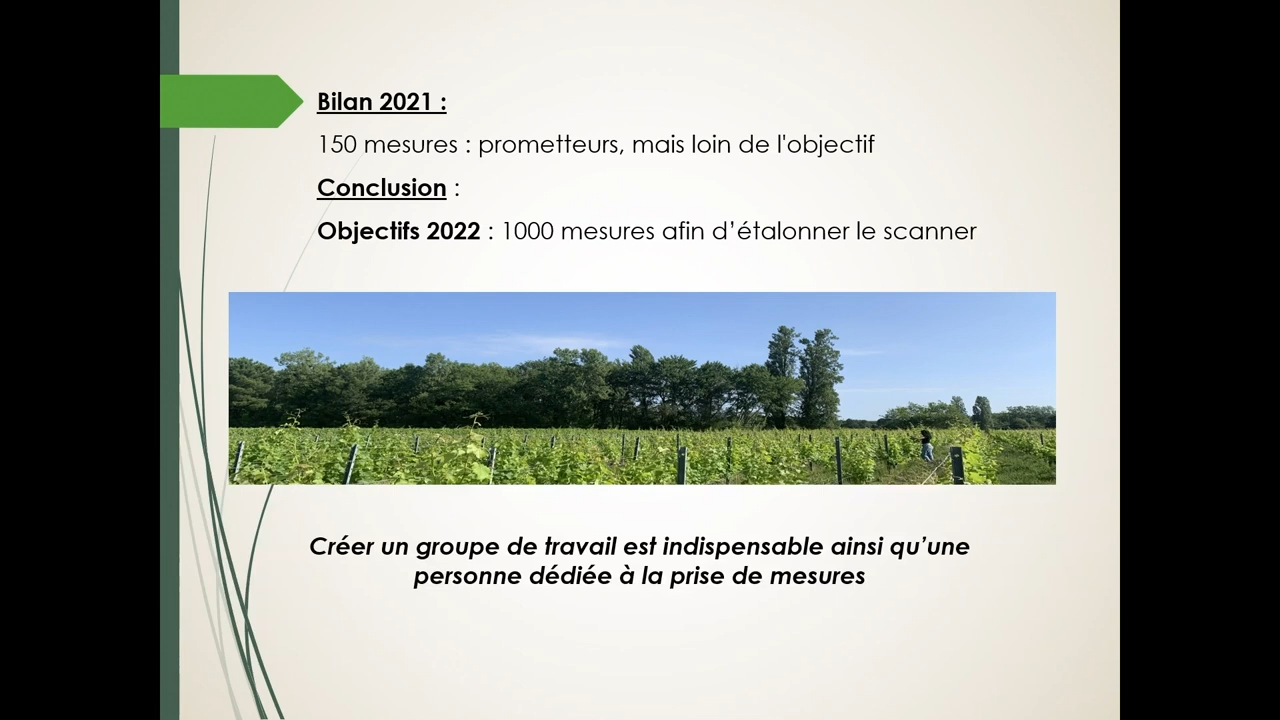 Bilan 2021 :
150 mesures : prometteurs, mais loin de l'objectif
Conclusion :
Objectifs 2022 : 1000 mesures afin d’étalonner le scanner
Créer un groupe de travail est indispensable ainsi qu’une
personne dédiée à la prise de mesures